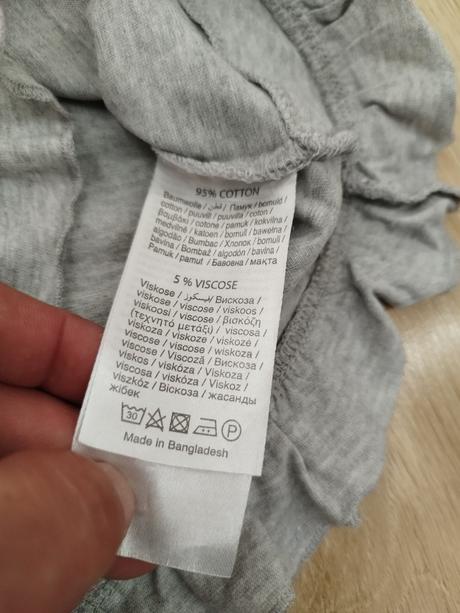 95% COTTON
Baumwolle / قطن / Памук / bomuld /
cotton / puuvill / puuvilla / coton /
βαμβάκι / cotone / pamuk / kokvilna /
medvilnė / katoen / bomull / bawełna /
algodão / Bumbac / Хлопок / bomuli /
bavlna / Bombaž / algodón / bavlna /
Pamuk / pamut / Бавовна / мақта
5 % VISCOSE
Viskose / فيسكوز / Вискоза /
viskose / viscose / viskoos /
viskoosi / viscose / βισκόζη
(τεχνητό μετάξι) / viscosa /
viskoza / viskoze / viskozė /
viscose / viscose / wiskoza /
viscose / Viscoză / Вискоза /
viskos / viskóza / Viskoza /
viscosa / viskóza / Viskoz /
viszkóz / Віскоза / жасанды
жібек
30 P
Made in Bangladesh